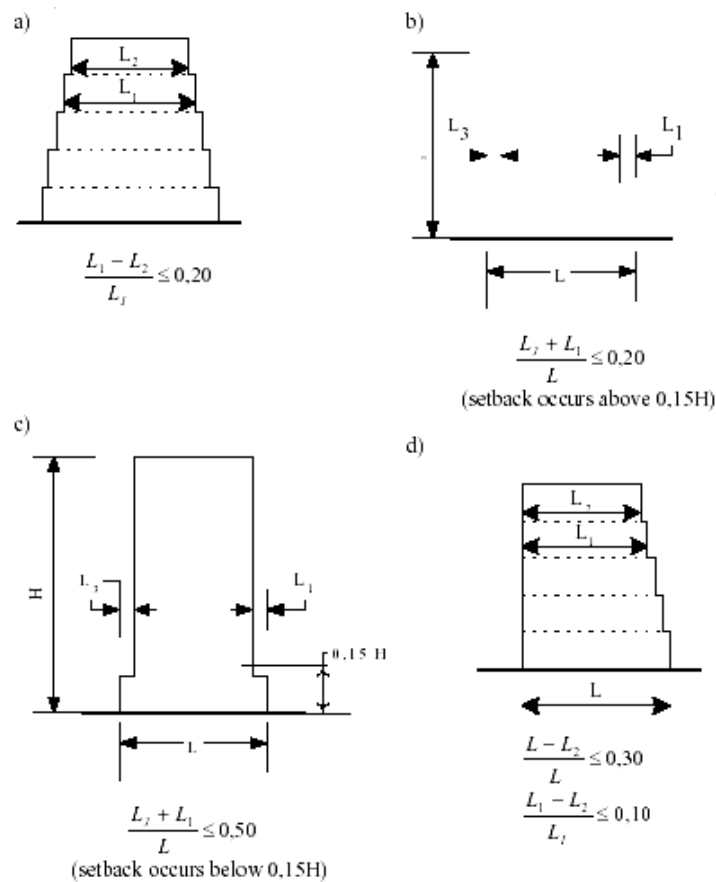 a)
L₂
L₁
(L₁ − L₂) / L₁ ≤ 0,20
b)
L₃
L₁
L
(L₃ + L₁) / L ≤ 0,20
(setback occurs above 0,15H)
c)
H
L₃
L₁
0,15 H
L
(L₃ + L₁) / L ≤ 0,50
(setback occurs below 0,15H)
d)
L₂
L₁
L
(L − L₂) / L ≤ 0,30
(L₁ − L₂) / L₁ ≤ 0,10